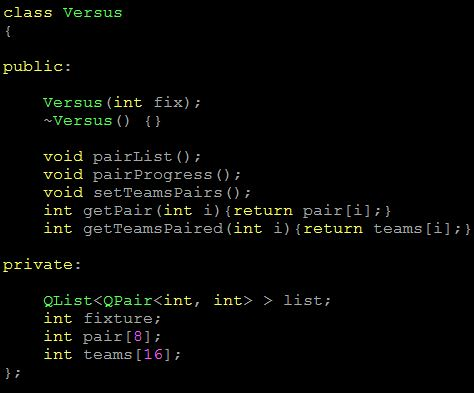 class Versus
{
public:
Versus(int fix);
~Versus() {}
void pairList();
void pairProgress();
void setTeamsPairs();
int getPair(int i){return pair[i];}
int getTeamsPaired(int i){return teams[i];}
private:
QList<QPair<int, int> > list;
int fixture;
int pair[8];
int teams[16];
};